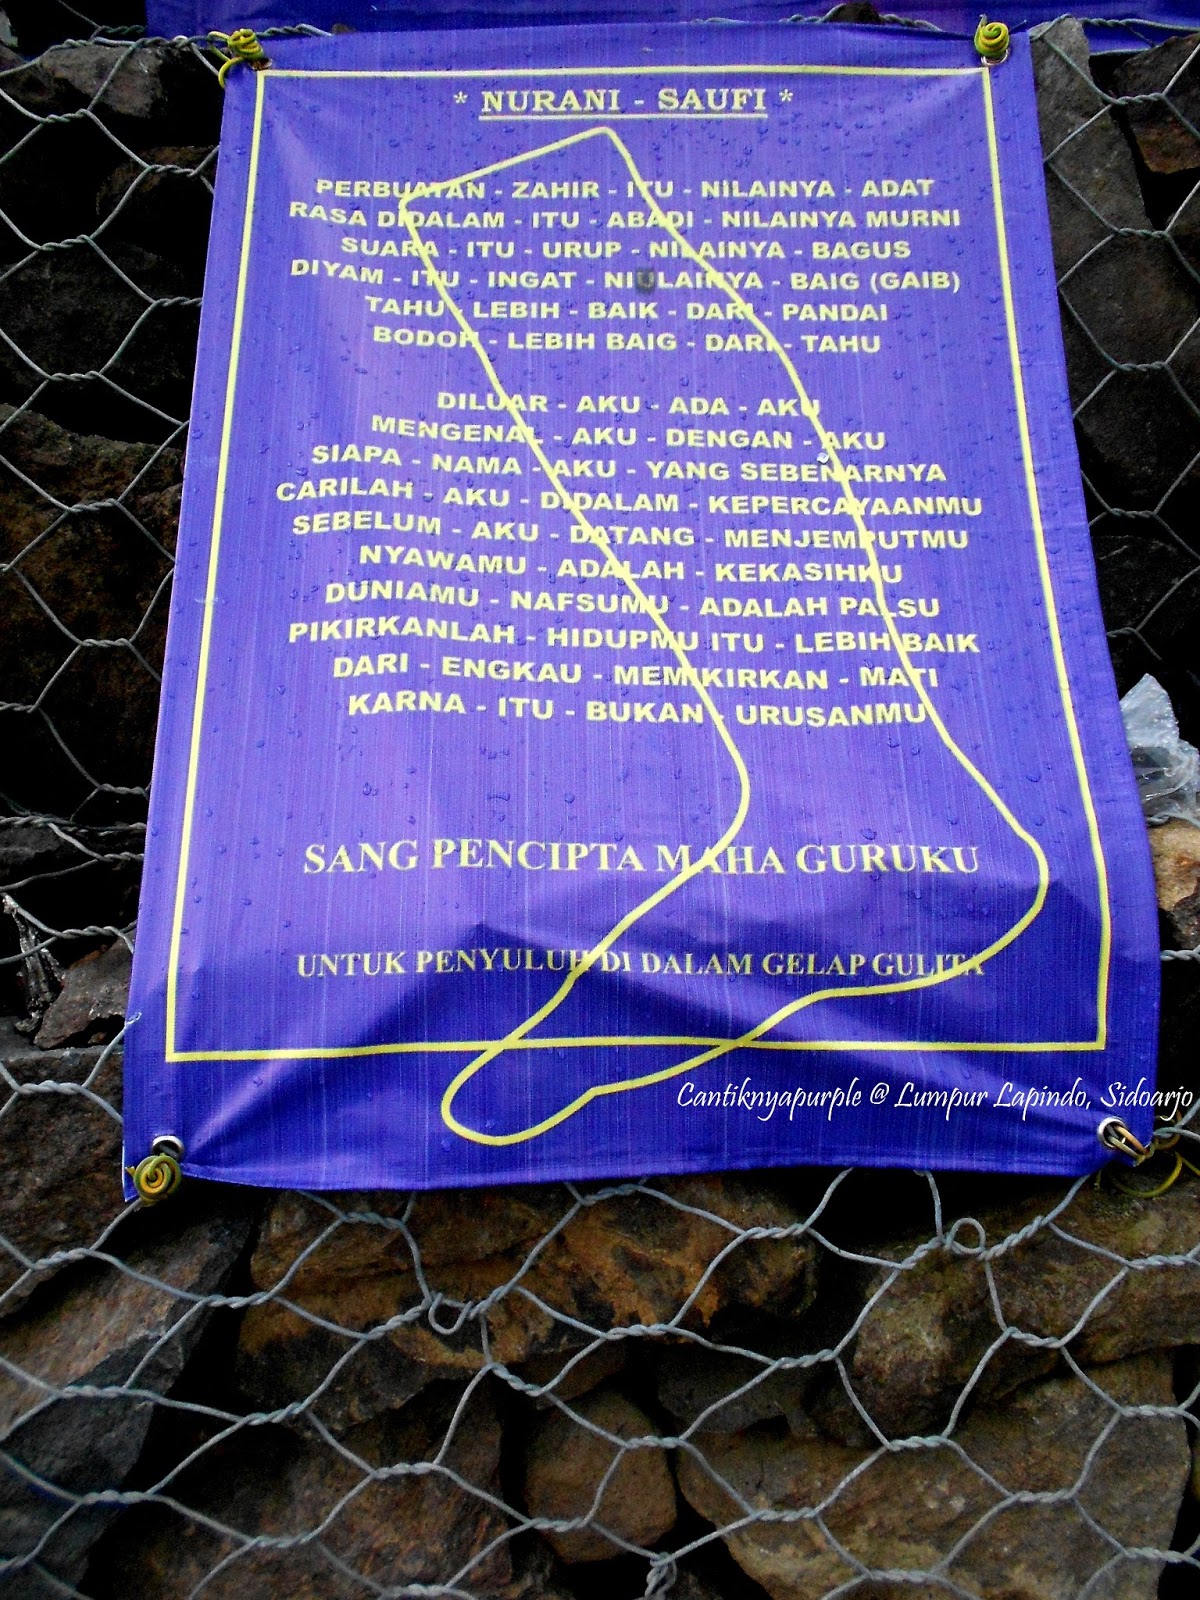 * NURANI - SAUFI *
PERBUATAN - ZAHIR - ITU - NILAINYA - ADAT
RASA DIDALAM - ITU - ABADI - NILAINYA MURNI
SUARA - ITU - URUP - NILAINYA - BAGUS
DIYAM - ITU - INGAT - NIULAINYA - BAIG (GAIB)
TAHU - LEBIH - BAIK - DARI - PANDAI
BODOH - LEBIH BAIG - DARI - TAHU
DILUAR - AKU - ADA - AKU
MENGENAL - AKU - DENGAN - AKU
SIAPA - NAMA - AKU - YANG SEBENARNYA
CARILAH - AKU - DIDALAM - KEPERCAYAANMU
SEBELUM - AKU - DATANG - MENJEMPUTMU
NYAWAMU - ADALAH - KEKASIHKU
DUNIAMU - NAFSUMU - ADALAH PALSU
PIKIRKANLAH - HIDUPMU ITU - LEBIH BAIK
DARI - ENGKAU - MEMIKIRKAN - MATI
KARNA - ITU - BUKAN - URUSANMU
SANG PENCIPTA MAHA GURUKU
UNTUK PENYULUH DI DALAM GELAP GULITA
Cantiknyapurple @ Lumpur Lapindo, Sidoarjo